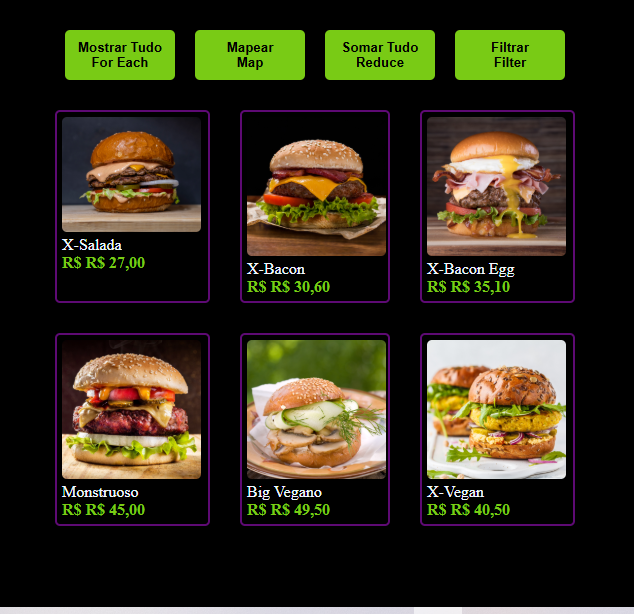 Mostrar Tudo
For Each
Mapear
Map
Somar Tudo
Reduce
Filtrar
Filter
X-Salada
R$ R$ 27,00
X-Bacon
R$ R$ 30,60
X-Bacon Egg
R$ R$ 35,10
Monstruoso
R$ R$ 45,00
Big Vegano
R$ R$ 49,50
X-Vegan
R$ R$ 40,50